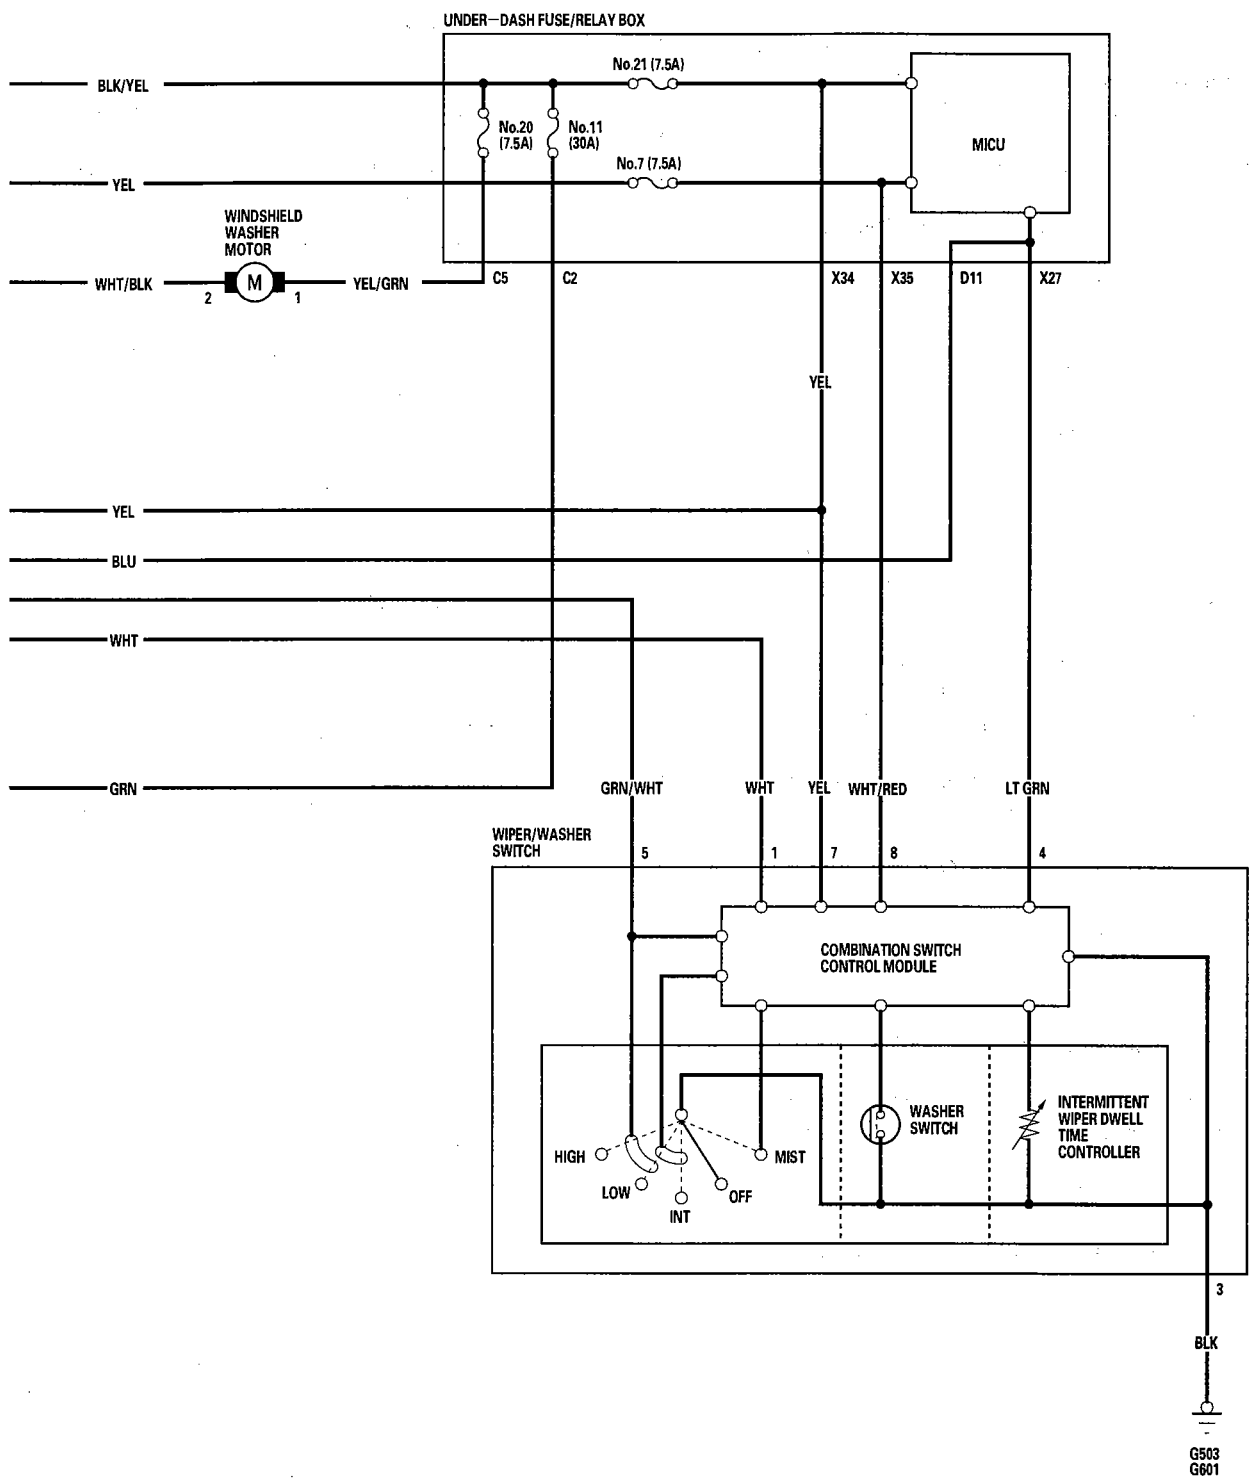 UNDER–DASH FUSE/RELAY BOX
No.21 (7.5A)
BLK/YEL
No.20
(7.5A)
No.11
(30A)
MICU
No.7 (7.5A)
YEL
WINDSHIELD
WASHER
MOTOR
WHT/BLK
2
M
1
YEL/GRN
C5
C2
X34
X35
D11
X27
YEL
YEL
BLU
WHT
GRN
GRN/WHT
WHT
YEL
WHT/RED
LT GRN
WIPER/WASHER
SWITCH
5
1
7
8
4
COMBINATION SWITCH
CONTROL MODULE
HIGH
LOW
INT
OFF
MIST
WASHER
SWITCH
INTERMITTENT
WIPER DWELL
TIME
CONTROLLER
3
BLK
G503
G601